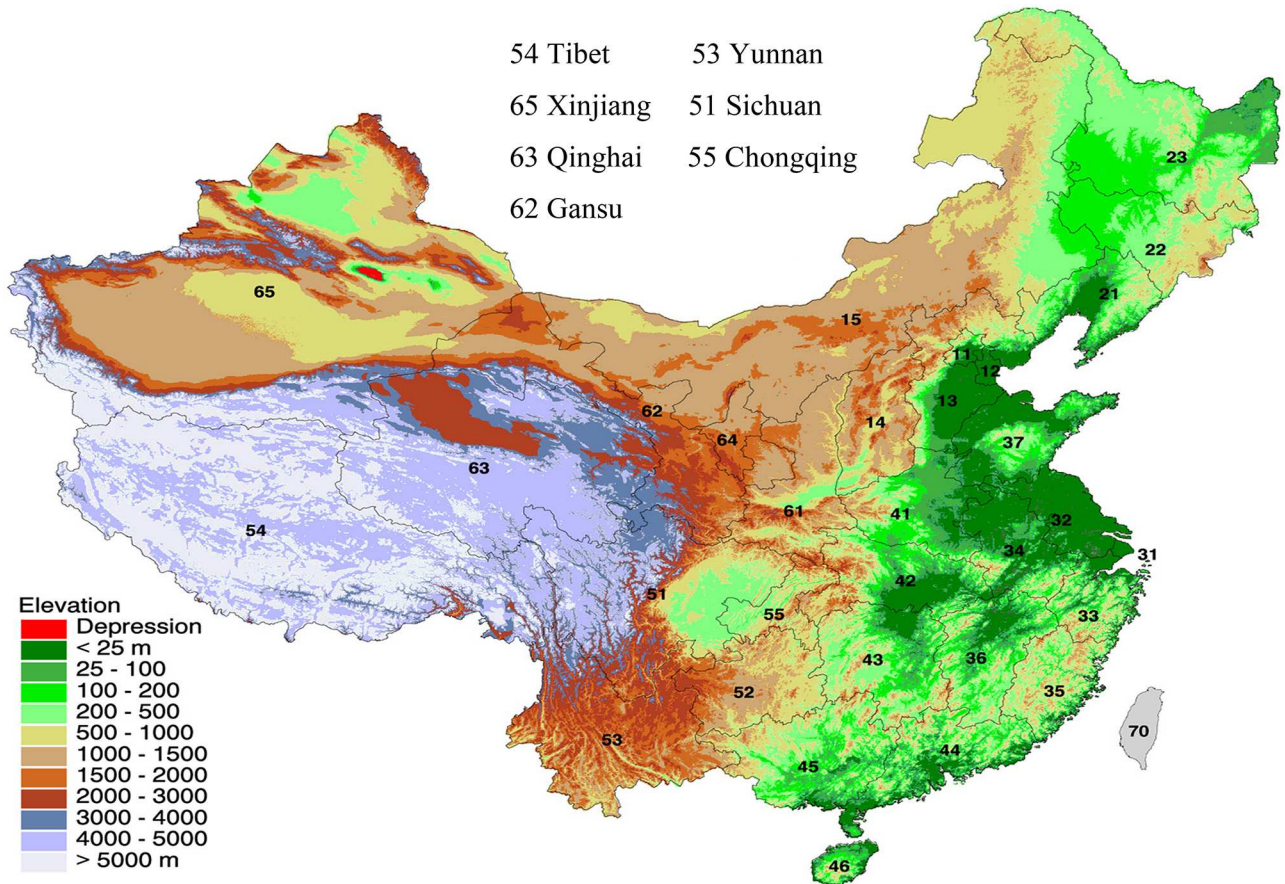 54 Tibet 53 Yunnan
65 Xinjiang 51 Sichuan
63 Qinghai 55 Chongqing
62 Gansu
23
22
21
65
15
11
12
13
62
14
64
37
63
61
41
32
54
34
31
42
51
55
33
43
36
52
35
53
70
44
45
46
Elevation
Depression
< 25 m
25 - 100
100 - 200
200 - 500
500 - 1000
1000 - 1500
1500 - 2000
2000 - 3000
3000 - 4000
4000 - 5000
> 5000 m